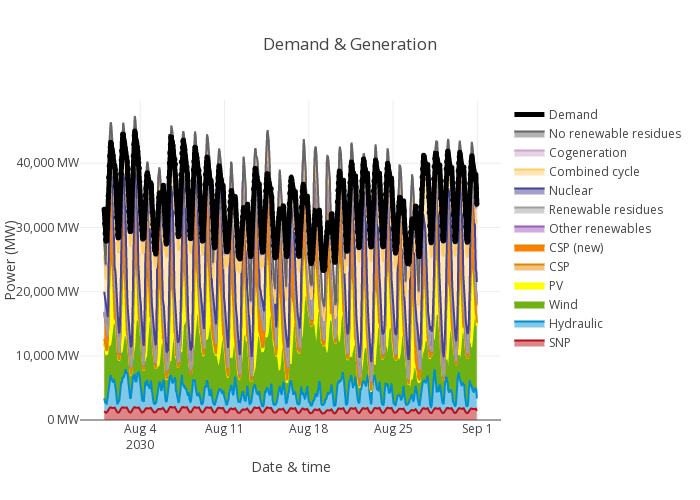 Demand & Generation
Power (MW)
40,000 MW
30,000 MW
20,000 MW
10,000 MW
0 MW
Aug 4
2030
Aug 11
Aug 18
Aug 25
Sep 1
Date & time
Demand
No renewable residues
Cogeneration
Combined cycle
Nuclear
Renewable residues
Other renewables
CSP (new)
CSP
PV
Wind
Hydraulic
SNP